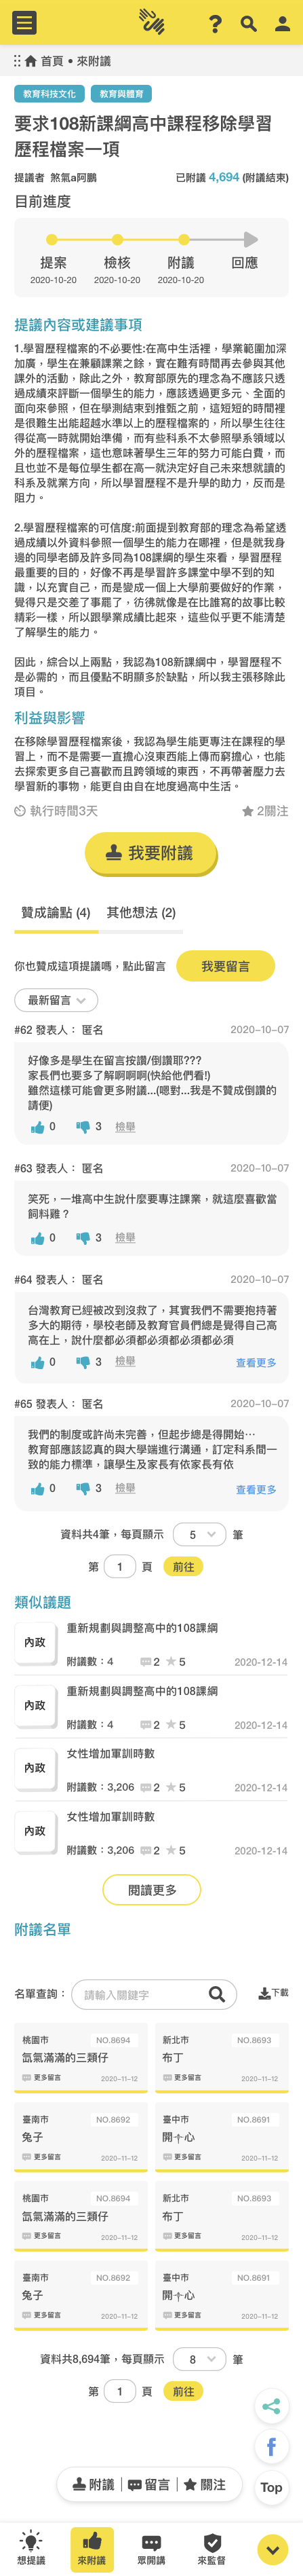 首頁 • 來附議
教育科技文化 教育與體育
要求108新課綱高中課程移除學習
歷程檔案一項
提議者 煞氣a阿鵬 已附議 4,694 (附議結束)
目前進度
提案 檢核 附議 回應
2020-10-20 2020-10-20 2020-10-20
提議內容或建議事項
1.學習歷程檔案的不必要性:在高中生活裡，學業範圍加深
加廣，學生在兼顧課業之餘，實在難有時間再去參與其他
課外的活動，除此之外，教育部原先的理念為不應該只透
過成績來評斷一個學生的能力，應該透過更多元、全面的
面向來參照，但在學測結束到推甄之前，這短短的時間裡
是很難生出能超越水準以上的歷程檔案的，所以學生往往
得從高一時就開始準備，而有些科系不太參照學系領域以
外的歷程檔案，這也意味著學生三年的努力可能白費，而
且也並不是每位學生都在高一就決定好自己未來想就讀的
科系及就業方向，所以學習歷程不是升學的助力，反而是
阻力。
2.學習歷程檔案的可信度:前面提到教育部的理念為希望透
過成績以外資料參照一個學生的能力在哪裡，但是就我身
邊的同學老師及許多同為108課綱的學生來看，學習歷程
最重要的目的，好像不再是學習許多課堂中學不到的知
識，以充實自己，而是變成一個上大學前要做好的作業，
覺得只是交差了事罷了，彷彿就像是在比誰寫的故事比較
精彩一樣，所以跟學業成績比起來，這些似乎更不能清楚
了解學生的能力。
因此，綜合以上兩點，我認為108新課綱中，學習歷程不
是必需的，而且優點不明顯多於缺點，所以我主張移除此
項目。
利益與影響
在移除學習歷程檔案後，我認為學生能更專注在課程的學
習上，而不是需要一直擔心沒東西能上傳而窮擔心，也能
去探索更多自己喜歡而且跨領域的東西，不再帶著壓力去
學習新的事物，能更自由自在地度過高中生活。
執行時間3天 2關注
我要附議
贊成論點 (4) 其他想法 (2)
你也贊成這項提議嗎，點此留言 我要留言
最新留言
#62 發表人： 匿名 2020-10-07
好像多是學生在留言按讚/倒讚耶???
家長們也要多了解啊啊啊(快給他們看!)
雖然這樣可能會更多附議...(嗯對...我是不贊成倒讚的
請便)
0 3 檢舉
#63 發表人： 匿名 2020-10-07
笑死，一堆高中生說什麼要專注課業，就這麼喜歡當
飼料雞？
0 3 檢舉
#64 發表人： 匿名 2020-10-07
台灣教育已經被改到沒救了，其實我們不需要抱持著
多大的期待，學校老師及教育官員們總是覺得自己高
高在上，說什麼都必須都必須都必須都必須
0 3 檢舉 查看更多
#65 發表人： 匿名 2020-10-07
我們的制度或許尚未完善，但起步總是得開始…
教育部應該認真的與大學端進行溝通，訂定科系間一
致的能力標準，讓學生及家長有依家長有依
0 3 檢舉 查看更多
資料共4筆，每頁顯示 5 筆
第 1 頁 前往
類似議題
內政 重新規劃與調整高中的108課綱
附議數：4 2 5 2020-12-14
內政 重新規劃與調整高中的108課綱
附議數：4 2 5 2020-12-14
內政 女性增加軍訓時數
附議數：3,206 2 5 2020-12-14
內政 女性增加軍訓時數
附議數：3,206 2 5 2020-12-14
閱讀更多
附議名單
名單查詢： 請輸入關鍵字 下載
桃園市 NO.8694 新北市 NO.8693
氙氣滿滿的三類仔 布丁
更多留言 2020-11-12 更多留言 2020-11-12
臺南市 NO.8692 臺中市 NO.8691
兔子 開␉心
更多留言 2020-11-12 更多留言 2020-11-12
桃園市 NO.8694 新北市 NO.8693
氙氣滿滿的三類仔 布丁
更多留言 2020-11-12 更多留言 2020-11-12
臺南市 NO.8692 臺中市 NO.8691
兔子 開␉心
更多留言 2020-11-12 更多留言 2020-11-12
資料共8,694筆，每頁顯示 8 筆
第 1 頁 前往
附議 留言 關注
Top
想提議 來附議 眾開講 來監督